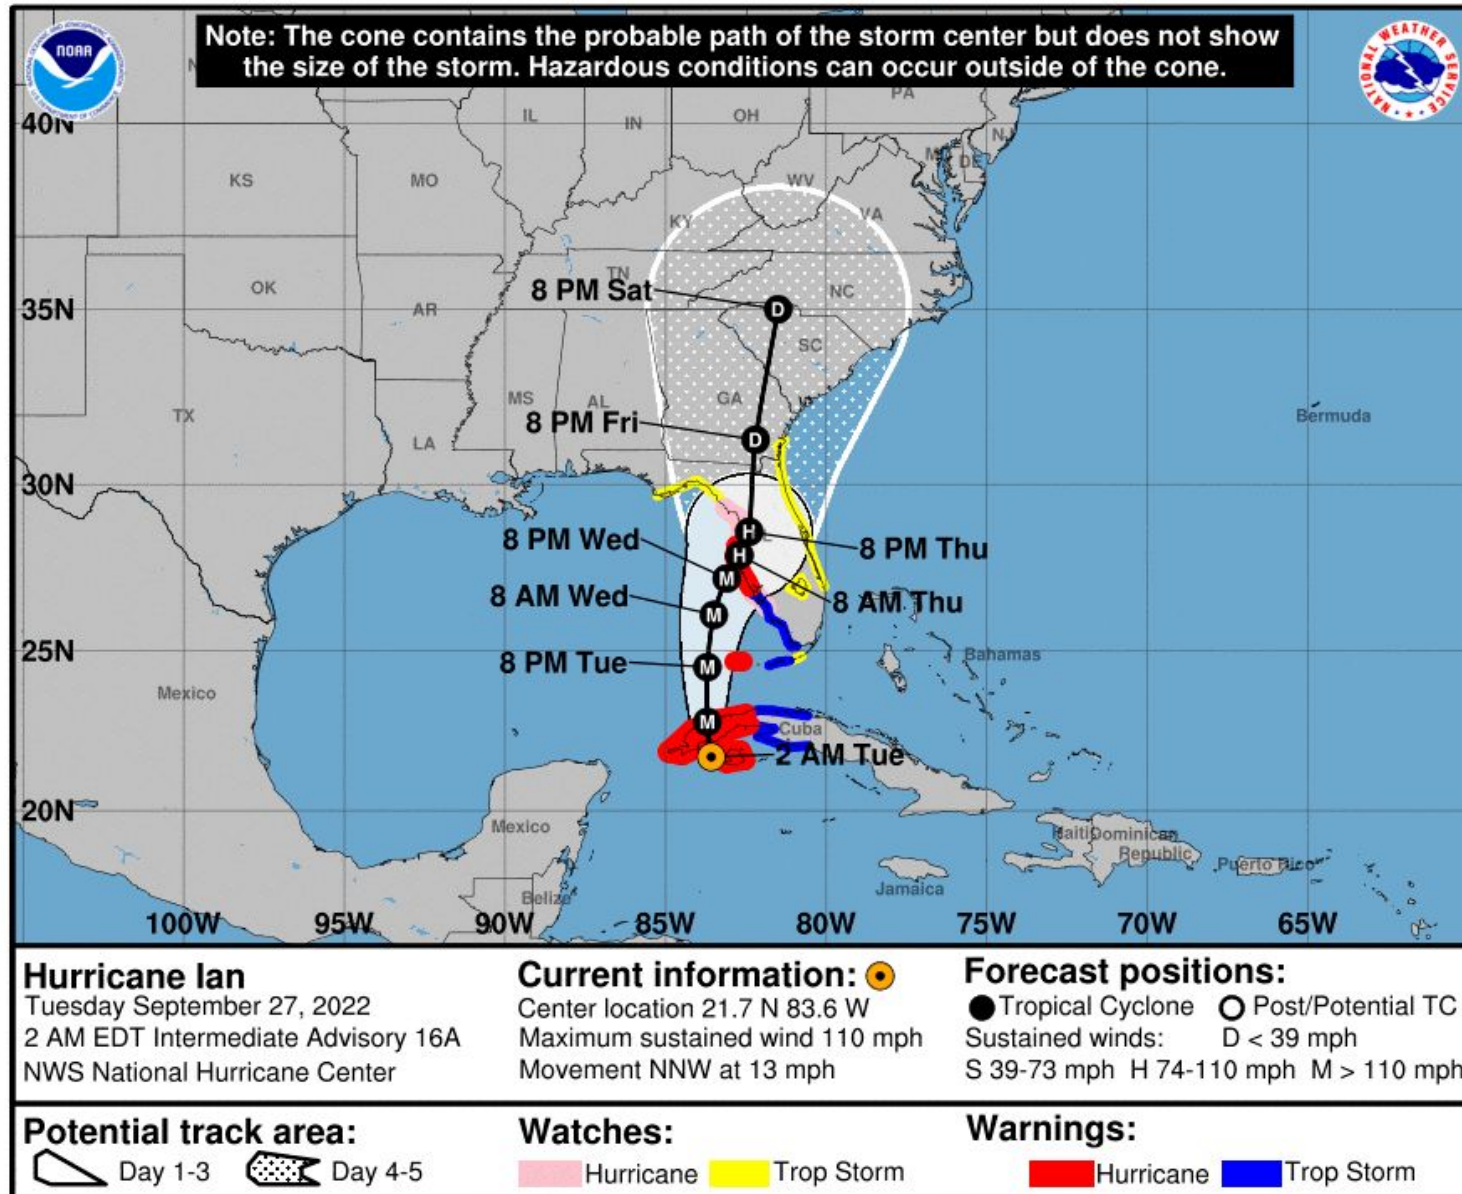 Note: The cone contains the probable path of the storm center but does not show
the size of the storm. Hazardous conditions can occur outside of the cone.
NOAA
NATIONAL WEATHER SERVICE
40N
35N
30N
25N
20N
100W
95W
90W
85W
80W
75W
70W
65W
PA
IL
IN
OH
NJ
DE
KS
MO
WV
KY
VA
OK
TN
AR
NC
SC
TX
MS
AL
GA
LA
Bermuda
Mexico
Bahamas
Cuba
Mexico
Belize
Haiti
Dominican
Republic
Puerto Rico
Jamaica
8 PM Sat
D
8 PM Fri
D
8 PM Thu
H
8 AM Thu
H
8 PM Wed
M
8 AM Wed
M
8 PM Tue
M
M
2 AM Tue
Hurricane Ian
Tuesday September 27, 2022
2 AM EDT Intermediate Advisory 16A
NWS National Hurricane Center
Current information:
Center location 21.7 N 83.6 W
Maximum sustained wind 110 mph
Movement NNW at 13 mph
Forecast positions:
Tropical Cyclone Post/Potential TC
Sustained winds: D < 39 mph
S 39-73 mph H 74-110 mph M > 110 mph
Potential track area:
Day 1-3 Day 4-5
Watches:
Hurricane Trop Storm
Warnings:
Hurricane Trop Storm